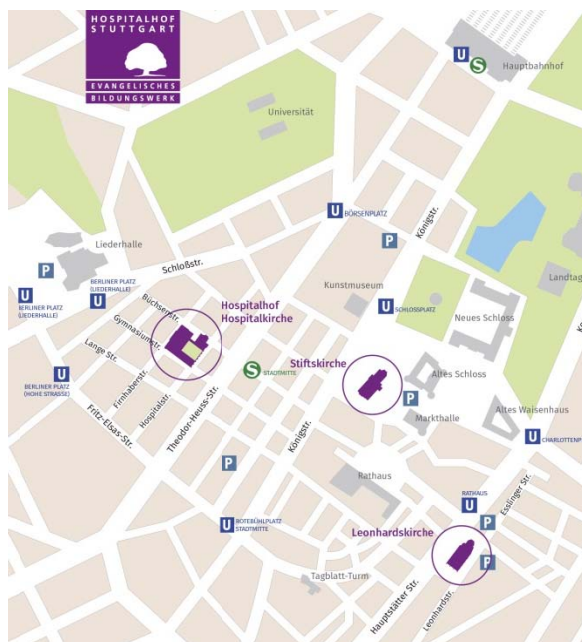 HOSPITALHOF
STUTTGART
EVANGELISCHES
BILDUNGSWERK
U
S
Hauptbahnhof
Universität
U BÖRSENPLATZ
P
Königstr.
Liederhalle
P
Schloßstr.
BERLINER PLATZ
(LIEDERHALLE)
U
U
BERLINER PLATZ
(LIEDERHALLE)
Landtag
Kunstmuseum
U SCHLOSSPLATZ
Neues Schloss
Büchsenstr.
Hospitalhof
Hospitalkirche
Gymnasiumstr.
Lange Str.
Firnhaberstr.
Hospitalstr.
U
BERLINER PLATZ
(HOHE STRASSE)
S
STADTMITTE
Stiftskirche
Altes Schloss
P
Markthalle
Altes Waisenhaus
U
CHARLOTTENP
Fritz-Elsas-Str.
Theodor-Heuss-Str.
Königstr.
P
Rathaus
RATHAUS
U
Esslinger Str.
P
U ROTEBÜHLPLATZ
STADTMITTE
Leonhardskirche
P
Tagblatt-Turm
Hauptstätter Str.
Leonhardstr.